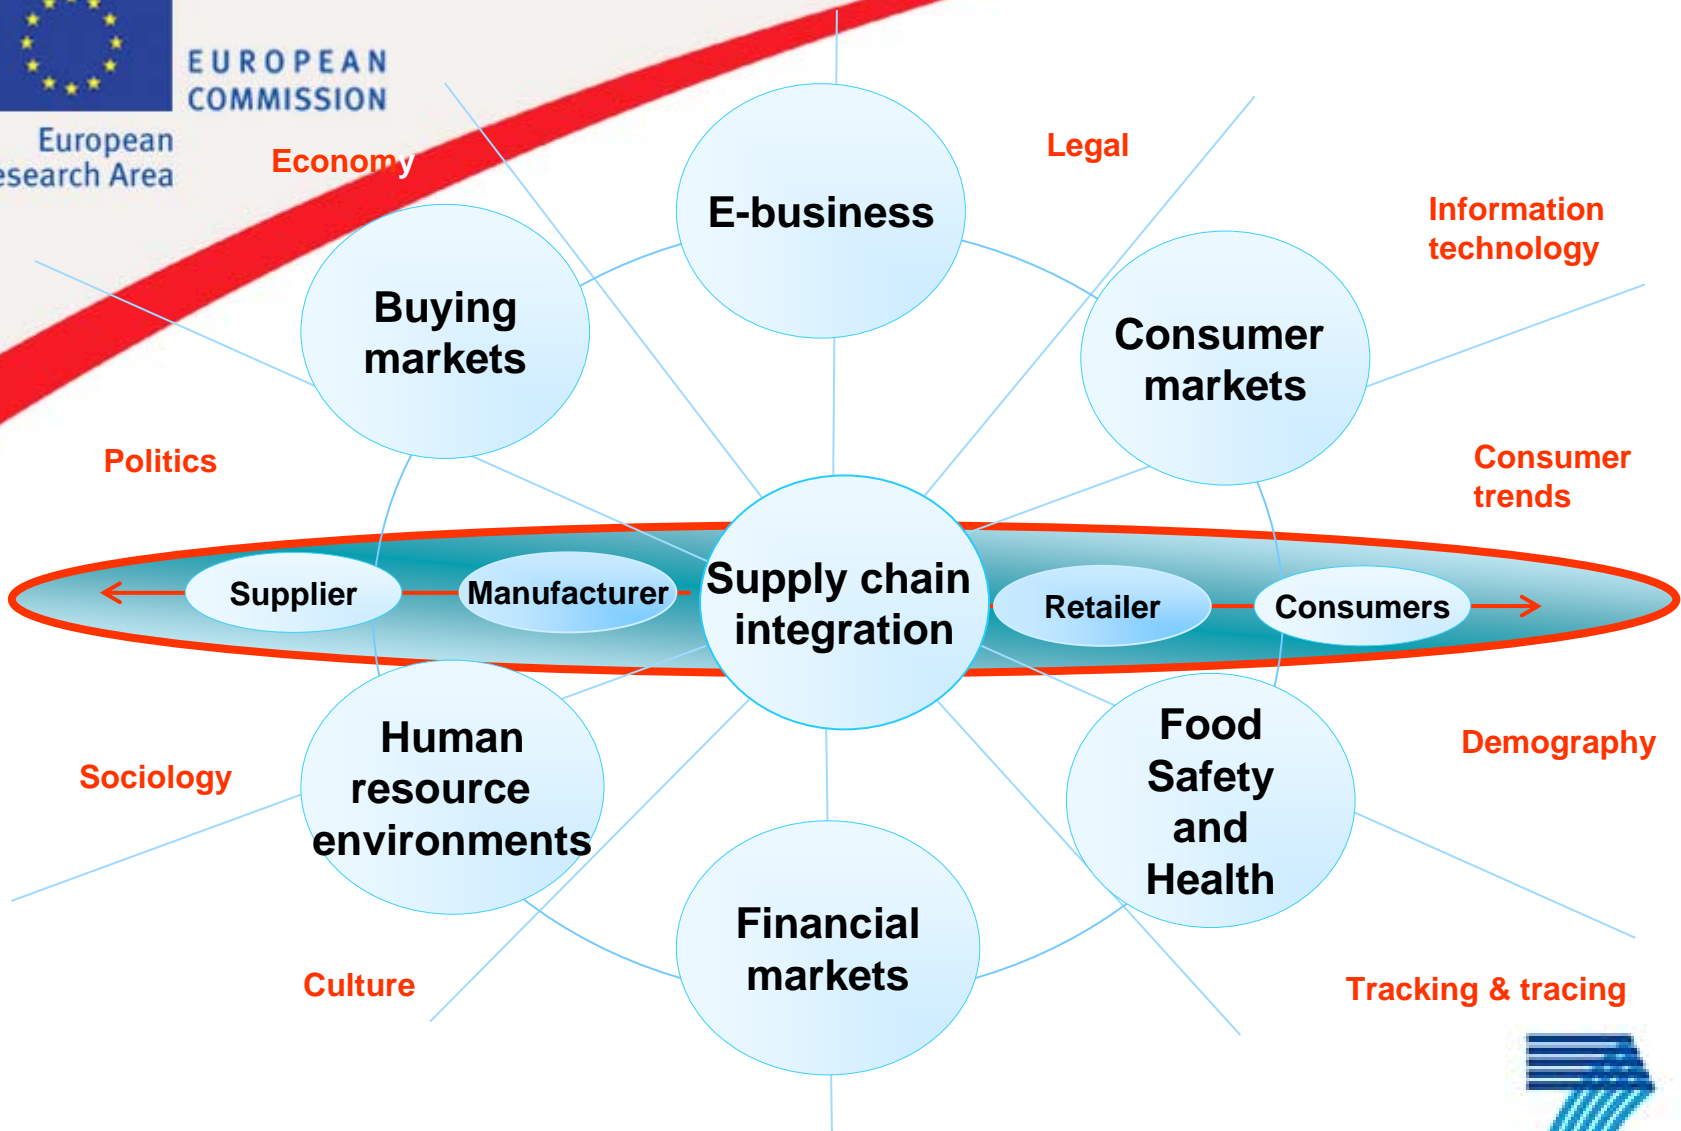 EUROPEAN
COMMISSION
European
esearch Area
Economy
Legal
E-business
Information
technology
Buying
markets
Consumer
markets
Politics
Consumer
trends
Supplier
Manufacturer
Supply chain
integration
Retailer
Consumers
Human
resource
environments
Food
Safety
and
Health
Demography
Sociology
Financial
markets
Culture
Tracking & tracing